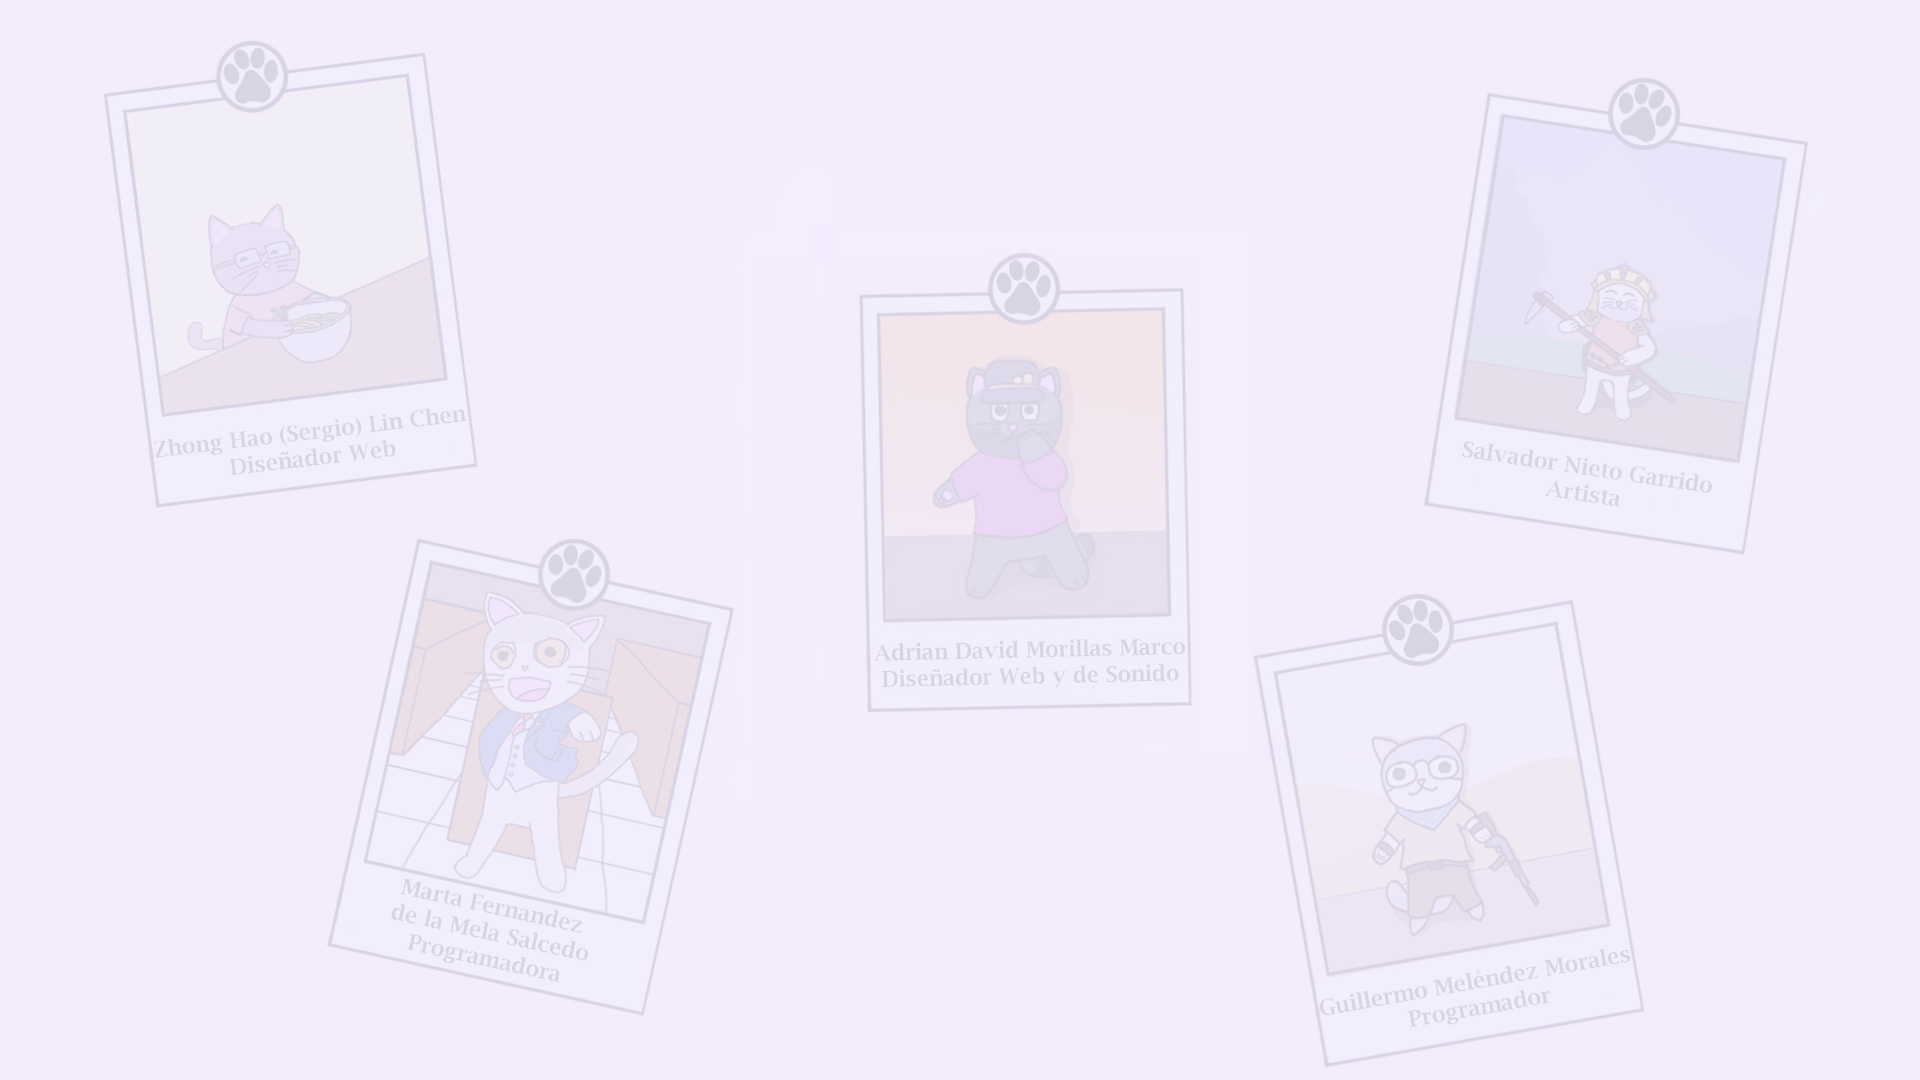 Zhong Hao (Sergio) Lin Chen
Diseñador Web
Salvador Nieto Garrido
Artista
Adrian David Morillas Marco
Diseñador Web y de Sonido
Marta Fernandez
de la Mela Salcedo
Programadora
Guillermo Meléndez Morales
Programador